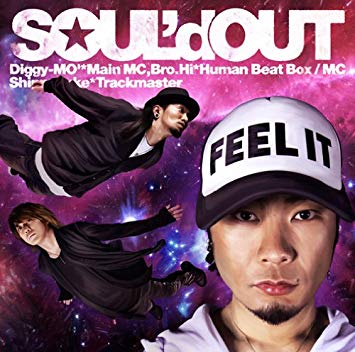 SOUL'dOUT
Diggy-MO'*Main MC,Bro.Hi*Human Beat Box / MC
*Trackmaster
FEEL IT